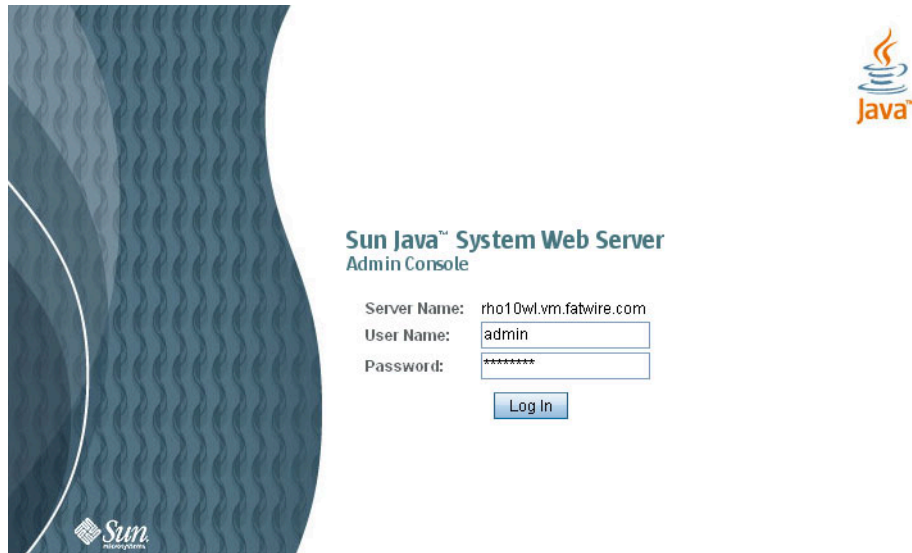 Java™
Sun Java™ System Web Server
Admin Console
Server Name: rho10wl.vm.fatwire.com
User Name: admin
Password: ********
Log In
Sun
microsystems